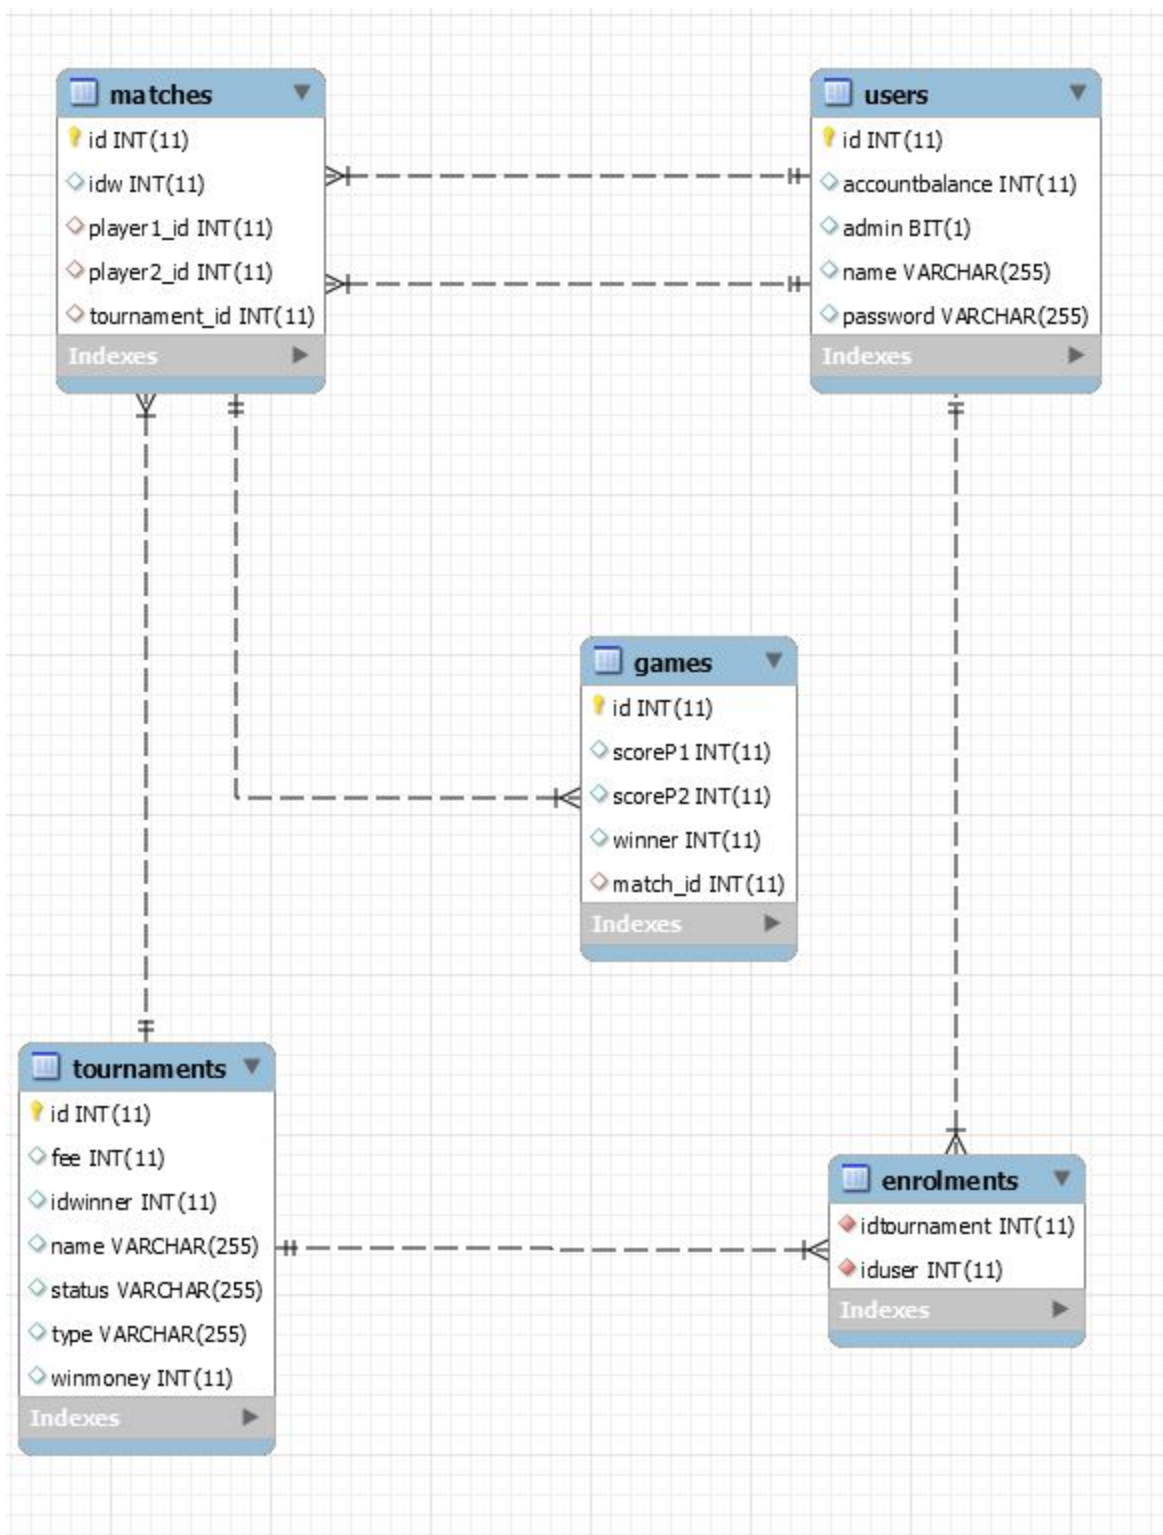 matches
id INT(11)
idw INT(11)
player1_id INT(11)
player2_id INT(11)
tournament_id INT(11)
Indexes
users
id INT(11)
accountbalance INT(11)
admin BIT(1)
name VARCHAR(255)
password VARCHAR(255)
Indexes
games
id INT(11)
scoreP1 INT(11)
scoreP2 INT(11)
winner INT(11)
match_id INT(11)
Indexes
tournaments
id INT(11)
fee INT(11)
idwinner INT(11)
name VARCHAR(255)
status VARCHAR(255)
type VARCHAR(255)
winmoney INT(11)
Indexes
enrolments
idtournament INT(11)
iduser INT(11)
Indexes